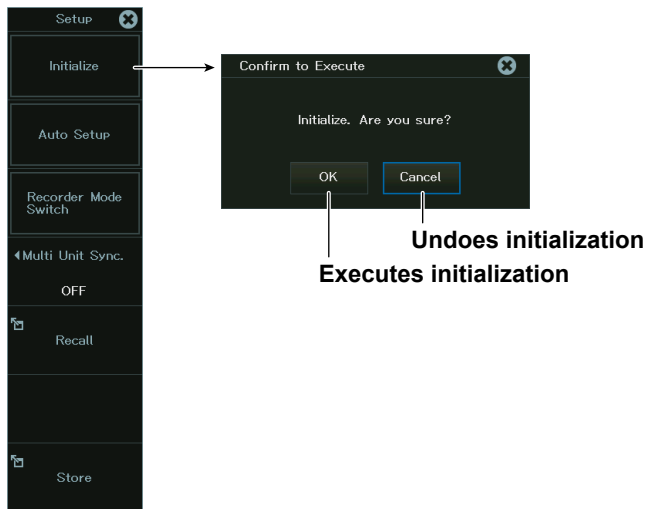 Setup
Initialize
Auto Setup
Recorder Mode
Switch
Multi Unit Sync.
OFF
Recall
Store
Confirm to Execute
Initialize. Are you sure?
OK Cancel
Undoes initialization
Executes initialization